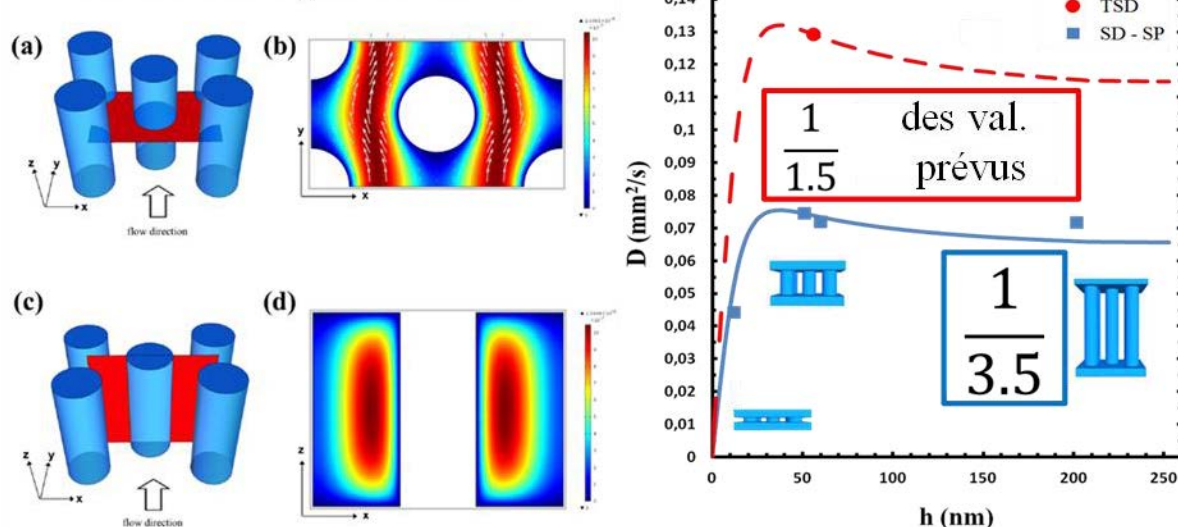 (a)
z
y
x
flow direction
(b)
y
x
(c)
z
y
x
flow direction
(d)
z
x
D (mm²/s)
0,14
0,13
0,12
0,11
0,1
0,09
0,08
0,07
0,06
0,05
0,04
0,03
0,02
0,01
0
0 50 100 150 200 250
h (nm)
TSD
SD - SP
1
1.5
des val.
prévus
1
3.5